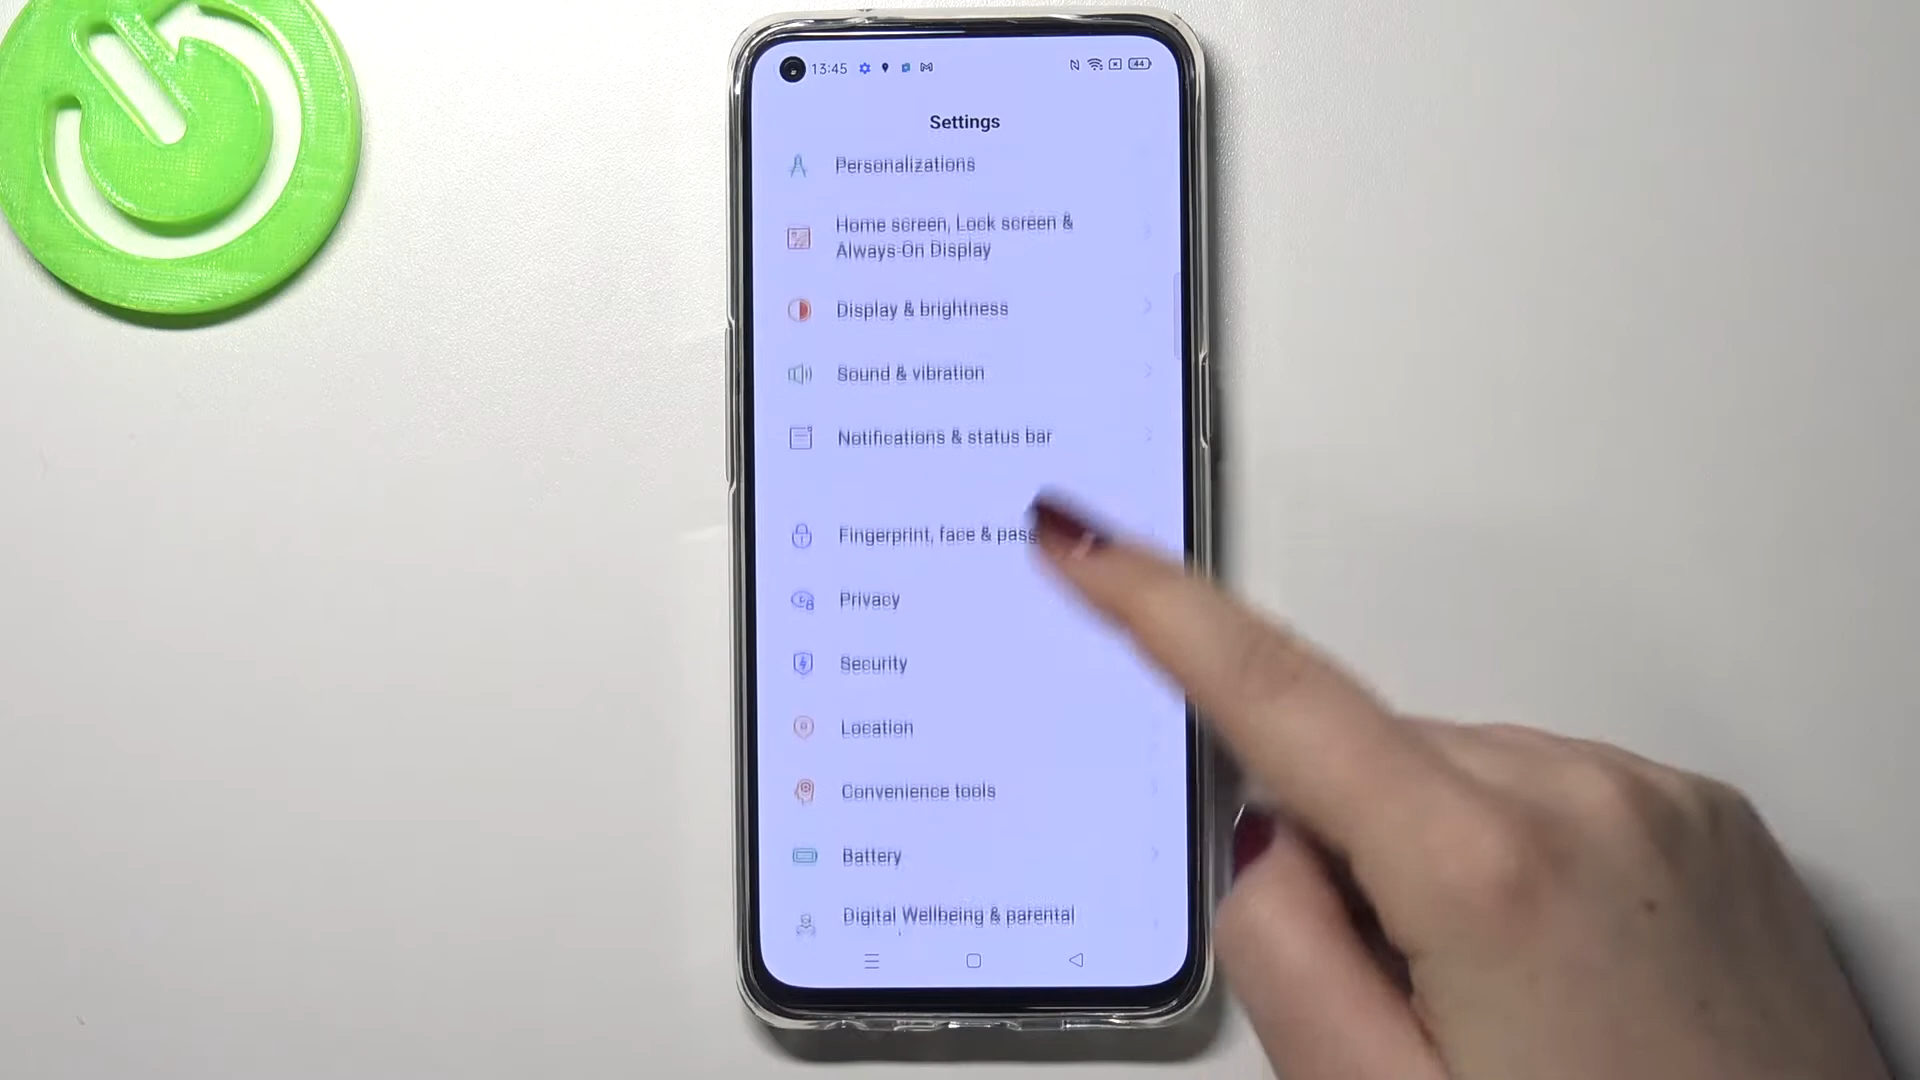 13:45
44
Settings
Personalizations
Home screen, Lock screen &
Always-On Display
Display & brightness
Sound & vibration
Notifications & status bar
Fingerprint, face & pass
Privacy
Security
Location
Convenience tools
Battery
Digital Wellbeing & parental